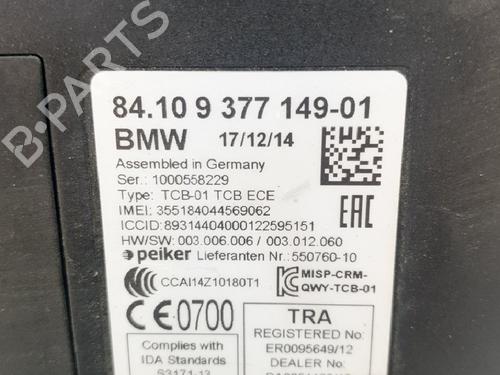 84.10 9 377 149-01
BMW 17/12/14
Assembled in Germany
Ser.: 1000558229
Type: TCB-01 TCB ECE
IMEI: 355184044569062
ICCID:89314404000122595151
HW/SW: 003.006.006 / 003.012.060
peiker Lieferanten Nr.: 550760-10
EAC
CCAI14Z10180T1
MISP-CRM-
QWY-TCB-01
CE0700
Complies with
IDA Standards
S3171-13
TRA
REGISTERED No:
ER0095649/12
DEALER No:
B-PARTS